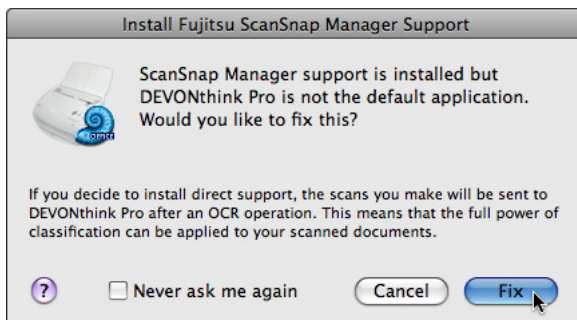 Install Fujitsu ScanSnap Manager Support
ScanSnap Manager support is installed but
DEVONthink Pro is not the default application.
Would you like to fix this?
If you decide to install direct support, the scans you make will be sent to
DEVONthink Pro after an OCR operation. This means that the full power of
classification can be applied to your scanned documents.
? Never ask me again Cancel Fix